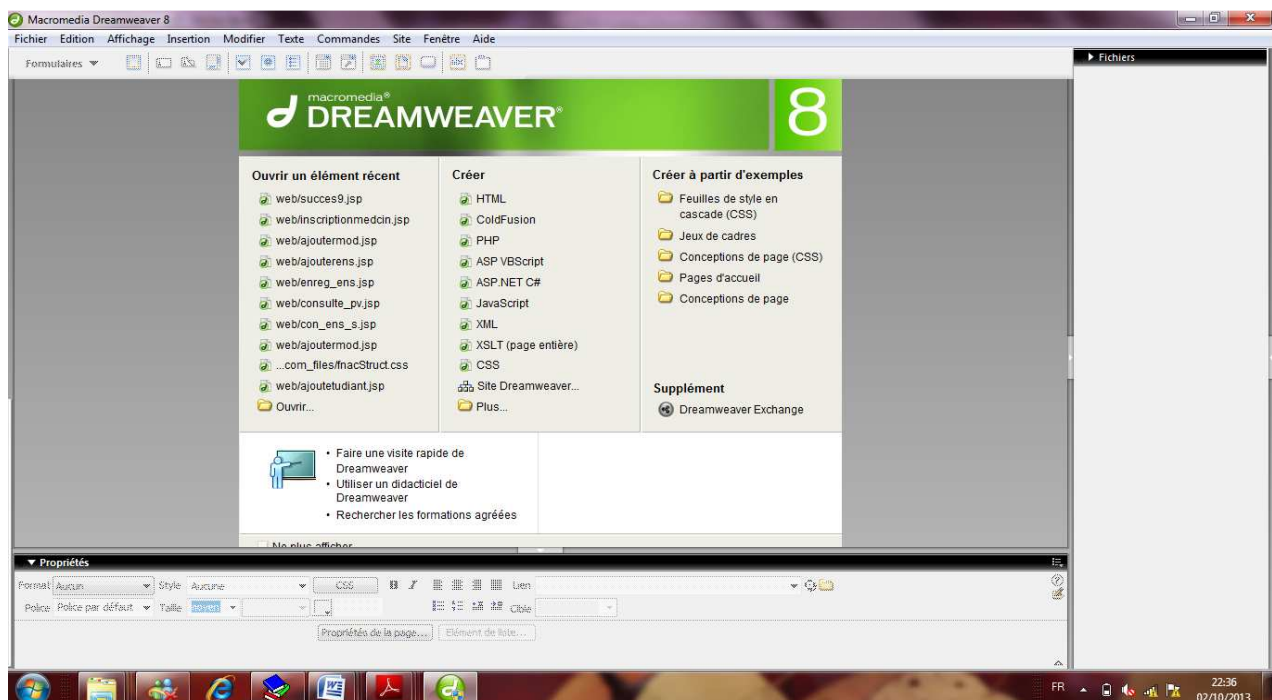 Macromedia Dreamweaver 8
Fichier Edition Affichage Insertion Modifier Texte Commandes Site Fenêtre Aide
Formulaires
Fichiers
macromedia®
DREAMWEAVER®
8
Ouvrir un élément récent
web/succes9.jsp
web/inscriptionmedcin.jsp
web/ajoutermod.jsp
web/ajouterens.jsp
web/enreg_ens.jsp
web/consulte_pv.jsp
web/con_ens_s.jsp
web/ajoutermod.jsp
...com_files/fnacStruct.css
web/ajoutetudiant.jsp
Ouvrir...
Créer
HTML
ColdFusion
PHP
ASP VBScript
ASP.NET C#
JavaScript
XML
XSLT (page entière)
CSS
Site Dreamweaver...
Plus...
Créer à partir d'exemples
Feuilles de style en
cascade (CSS)
Jeux de cadres
Conceptions de page (CSS)
Pages d'accueil
Conceptions de page
Supplément
Dreamweaver Exchange
• Faire une visite rapide de
Dreamweaver
• Utiliser un didacticiel de
Dreamweaver
• Rechercher les formations agréées
Ne plus afficher
Propriétés
Format Aucun Style Aucune CSS B I Lien
Police Police par défaut Taille moyen Cible
Propriétés de la page... Elément de liste...
FR 22:36
02/10/2013